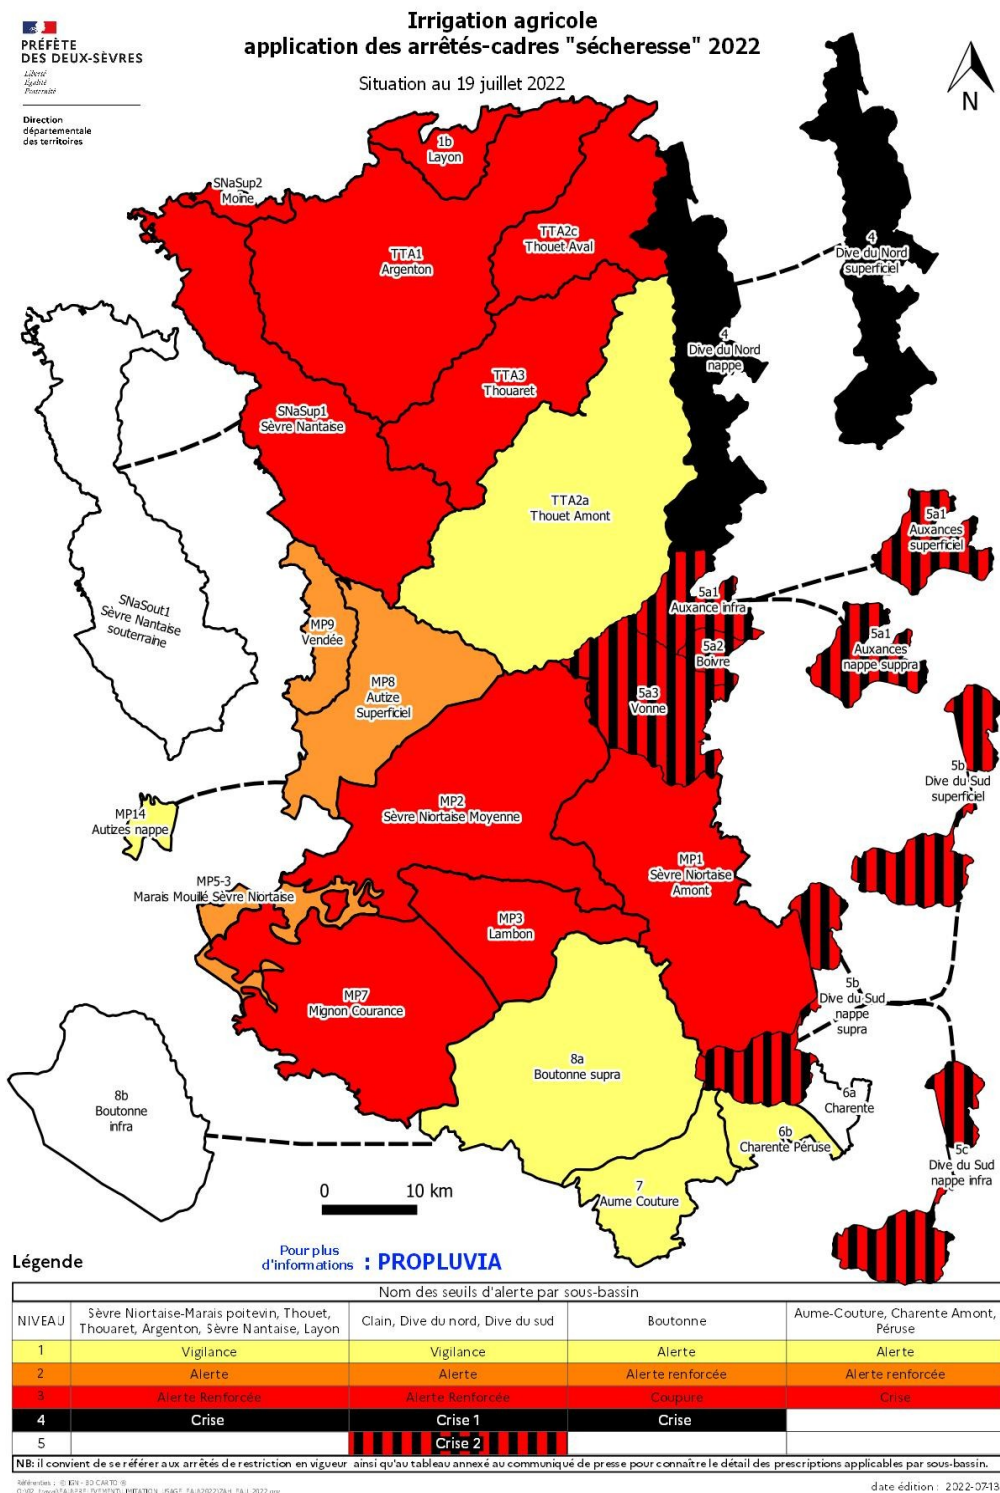 Irrigation agricole
application des arrêtés-cadres "sécheresse" 2022
Situation au 19 juillet 2022
PRÉFÈTE
DES DEUX-SÈVRES
Liberté
Égalité
Fraternité
Direction
départementale
des territoires
N
1b
Layon
SNaSup2
Moine
TTA2c
Thouet Aval
TTA1
Argenton
4
Dive du Nord
superficiel
4
Dive du Nord
nappe
TTA3
Thouaret
SNaSup1
Sèvre Nantaise
TTA2a
Thouet Amont
5a1
Auxances
superficiel
5a1
Auxance infra
SNaSout1
Sèvre Nantaise
souterraine
MP9
Vendée
5a2
Boivre
5a1
Auxances
nappe suppra
MP8
Autize
Superficiel
5a3
Vonne
5b
Dive du Sud
superficiel
MP14
Autizes nappe
MP2
Sèvre Niortaise Moyenne
MP1
Sèvre Niortaise
Amont
MP5-3
Marais Mouillé Sèvre Niortaise
MP3
Lambon
MP7
Mignon Courance
5b
Dive du Sud
nappe
supra
8a
Boutonne supra
8b
Boutonne
infra
6a
Charente
6b
Charente Péruse
5c
Dive du Sud
nappe infra
7
Aume Couture
0 10 km
Légende
Pour plus
d'informations : PROPLUVIA
Nom des seuils d'alerte par sous-bassin
NIVEAU Sèvre Niortaise-Marais poitevin, Thouet, Thouaret, Argenton, Sèvre Nantaise, Layon Clain, Dive du nord, Dive du sud Boutonne Aume-Couture, Charente Amont, Péruse
1 Vigilance Vigilance Alerte Alerte
2 Alerte Alerte Alerte renforcée Alerte renforcée
3 Alerte Renforcée Alerte Renforcée Coupure Crise
4 Crise Crise 1 Crise
5 Crise 2
NB: il convient de se référer aux arrêtés de restriction en vigueur ainsi qu'au tableau annexé au communiqué de presse pour connaître le détail des prescriptions applicables par sous-bassin.
Références : © IGN - BD CARTO ®
date édition : 2022-07-13